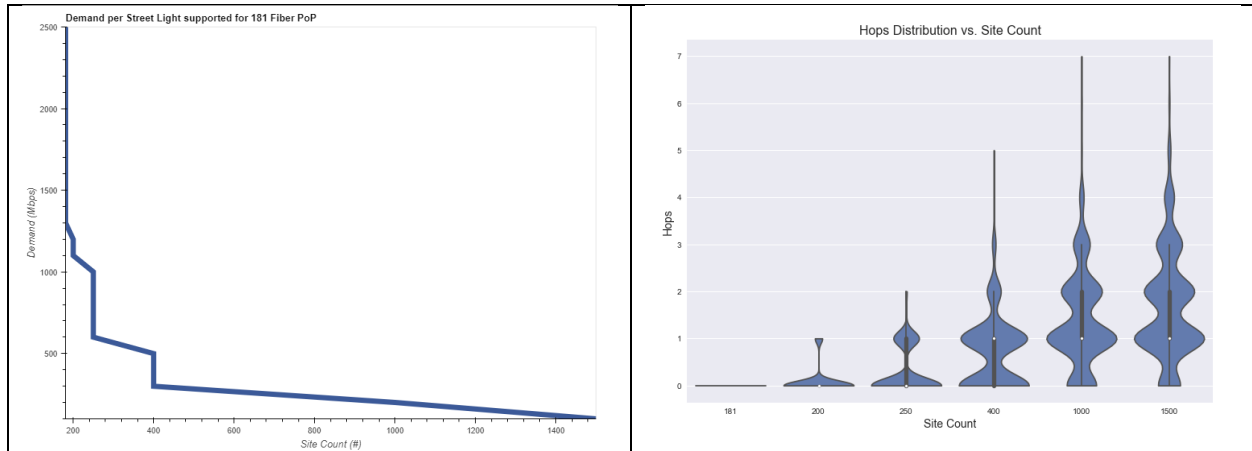 Demand per Street Light supported for 181 Fiber PoP
2500
2000
1500
1000
500
Demand (Mbps)
200 400 600 800 1000 1200 1400
Site Count (#)
Hops Distribution vs. Site Count
7
6
5
4
3
2
1
0
Hops
181 200 250 400 1000 1500
Site Count